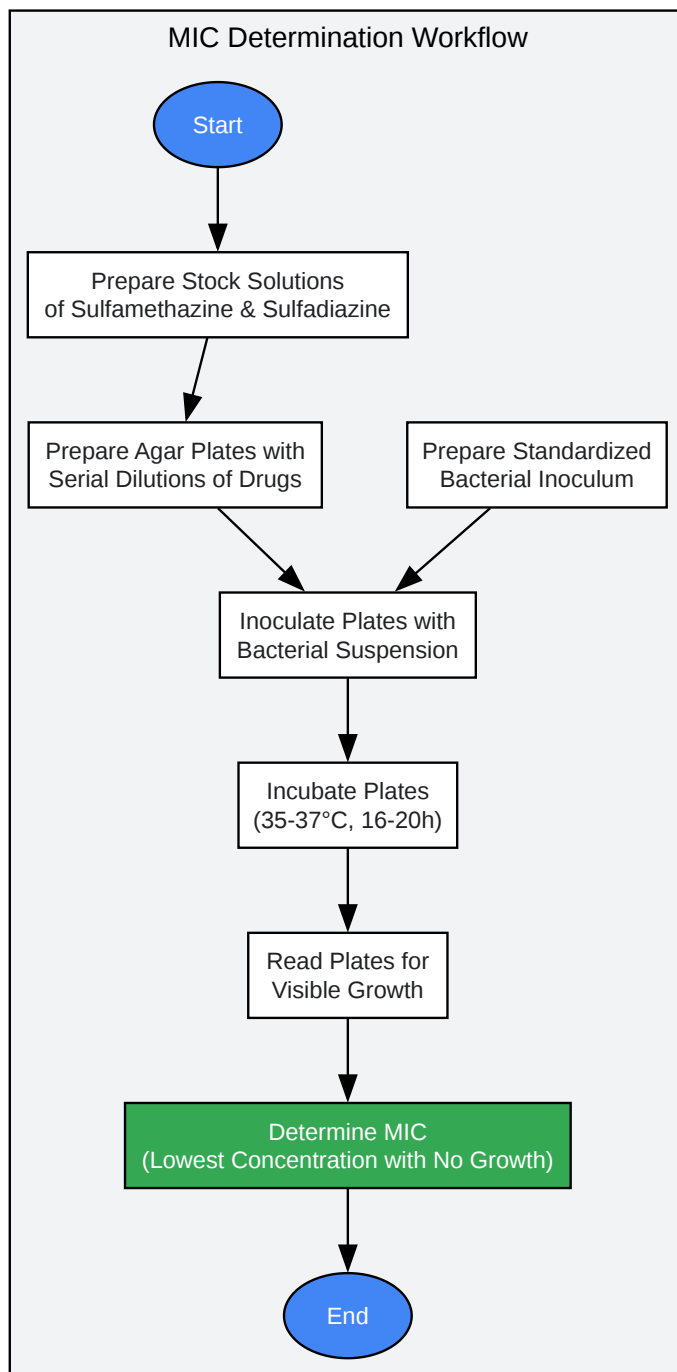 MIC Determination Workflow
Start
Prepare Stock Solutions
of Sulfamethazine & Sulfadiazine
Prepare Agar Plates with
Serial Dilutions of Drugs
Prepare Standardized
Bacterial Inoculum
Inoculate Plates with
Bacterial Suspension
Incubate Plates
(35-37°C, 16-20h)
Read Plates for
Visible Growth
Determine MIC
(Lowest Concentration with No Growth)
End